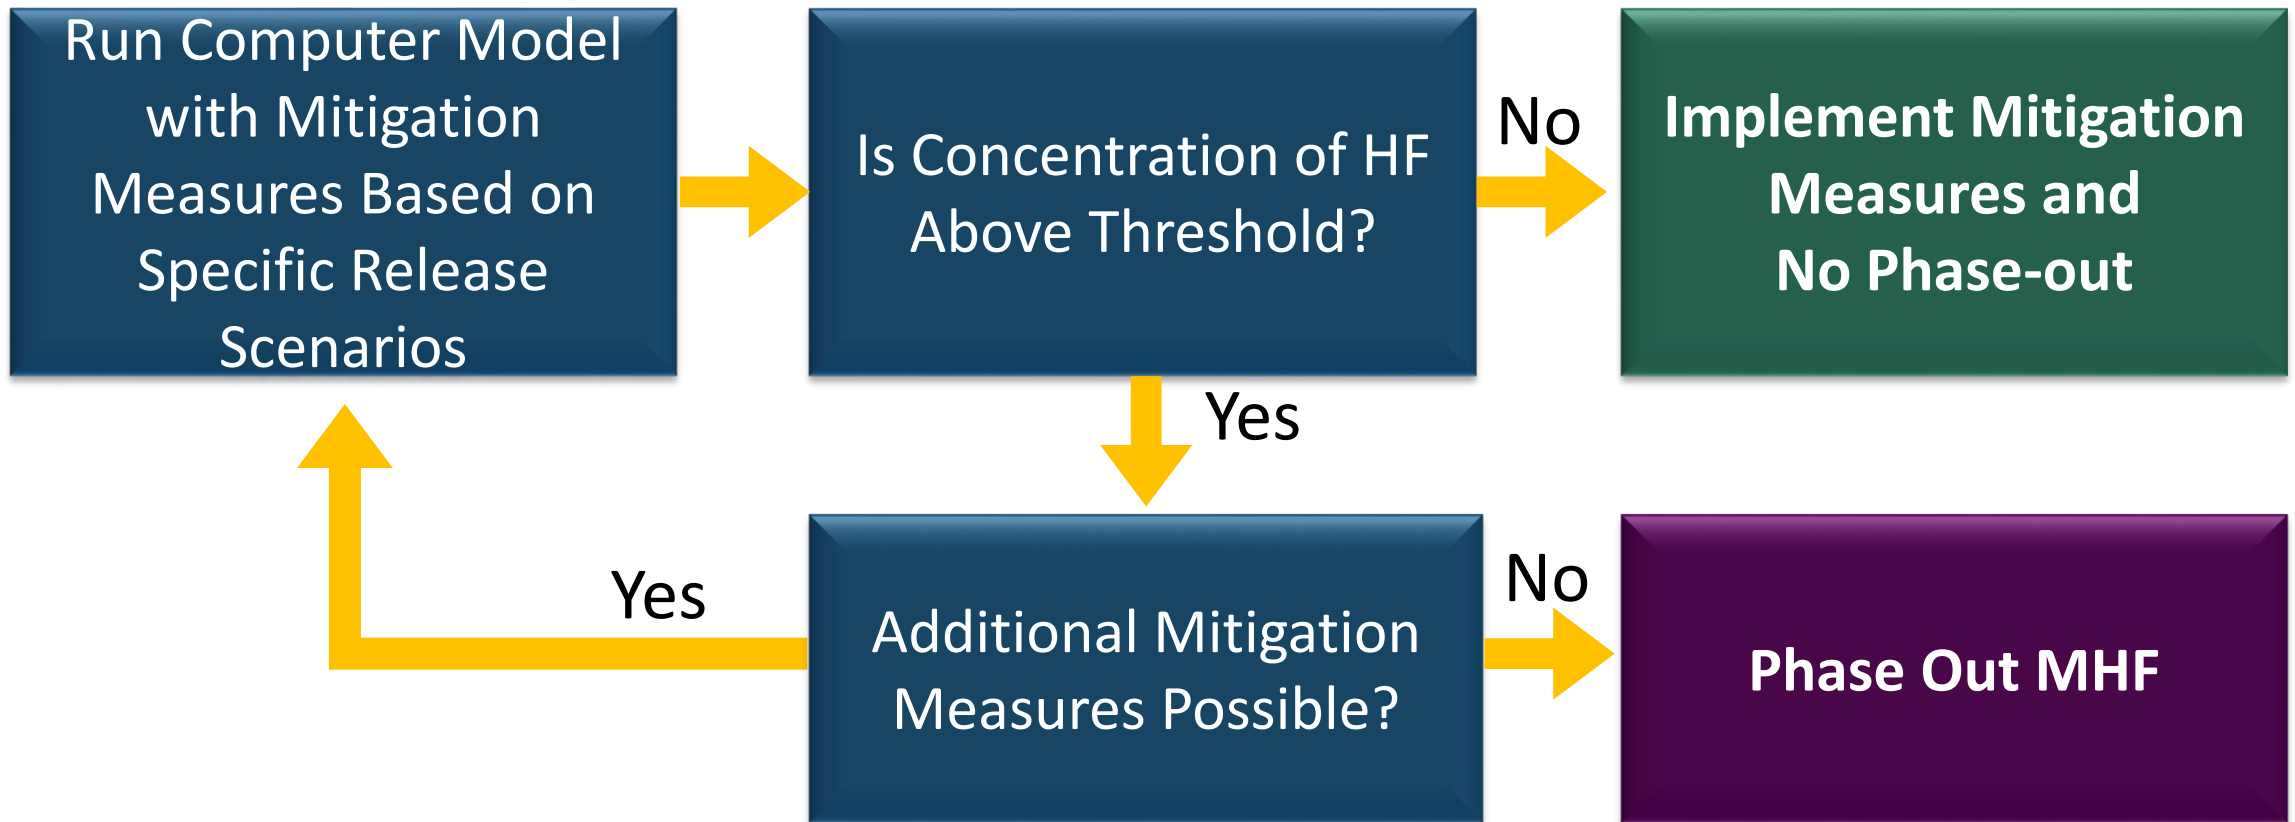 Run Computer Model
with Mitigation
Measures Based on
Specific Release
Scenarios
Is Concentration of HF
Above Threshold?
No
Implement Mitigation
Measures and
No Phase-out
Yes
Yes
Additional Mitigation
Measures Possible?
No
Phase Out MHF